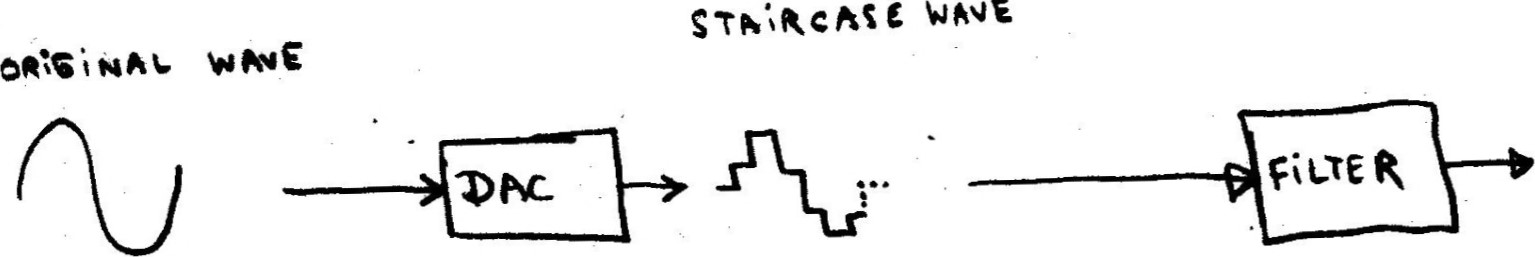 STAiRCASE WAVE
ORiGiNAL WAVE
DAC
FiLTER